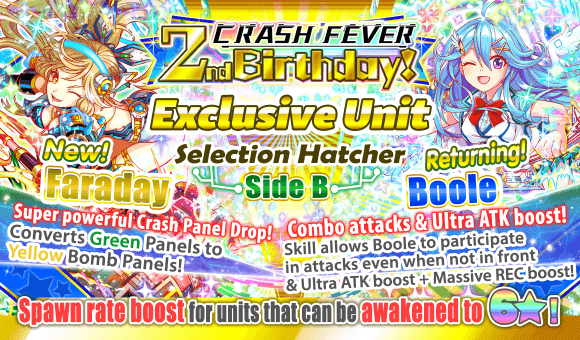 CRASH FEVER
2nd Birthday!
Exclusive Unit
Selection Hatcher
Side B
New!
Faraday
Super powerful Crash Panel Drop!
Converts Green Panels to
Yellow Bomb Panels!
Returning!
Boole
Combo attacks & Ultra ATK boost!
Skill allows Boole to participate
in attacks even when not in front
& Ultra ATK boost + Massive REC boost!
Spawn rate boost for units that can be awakened to 6★!